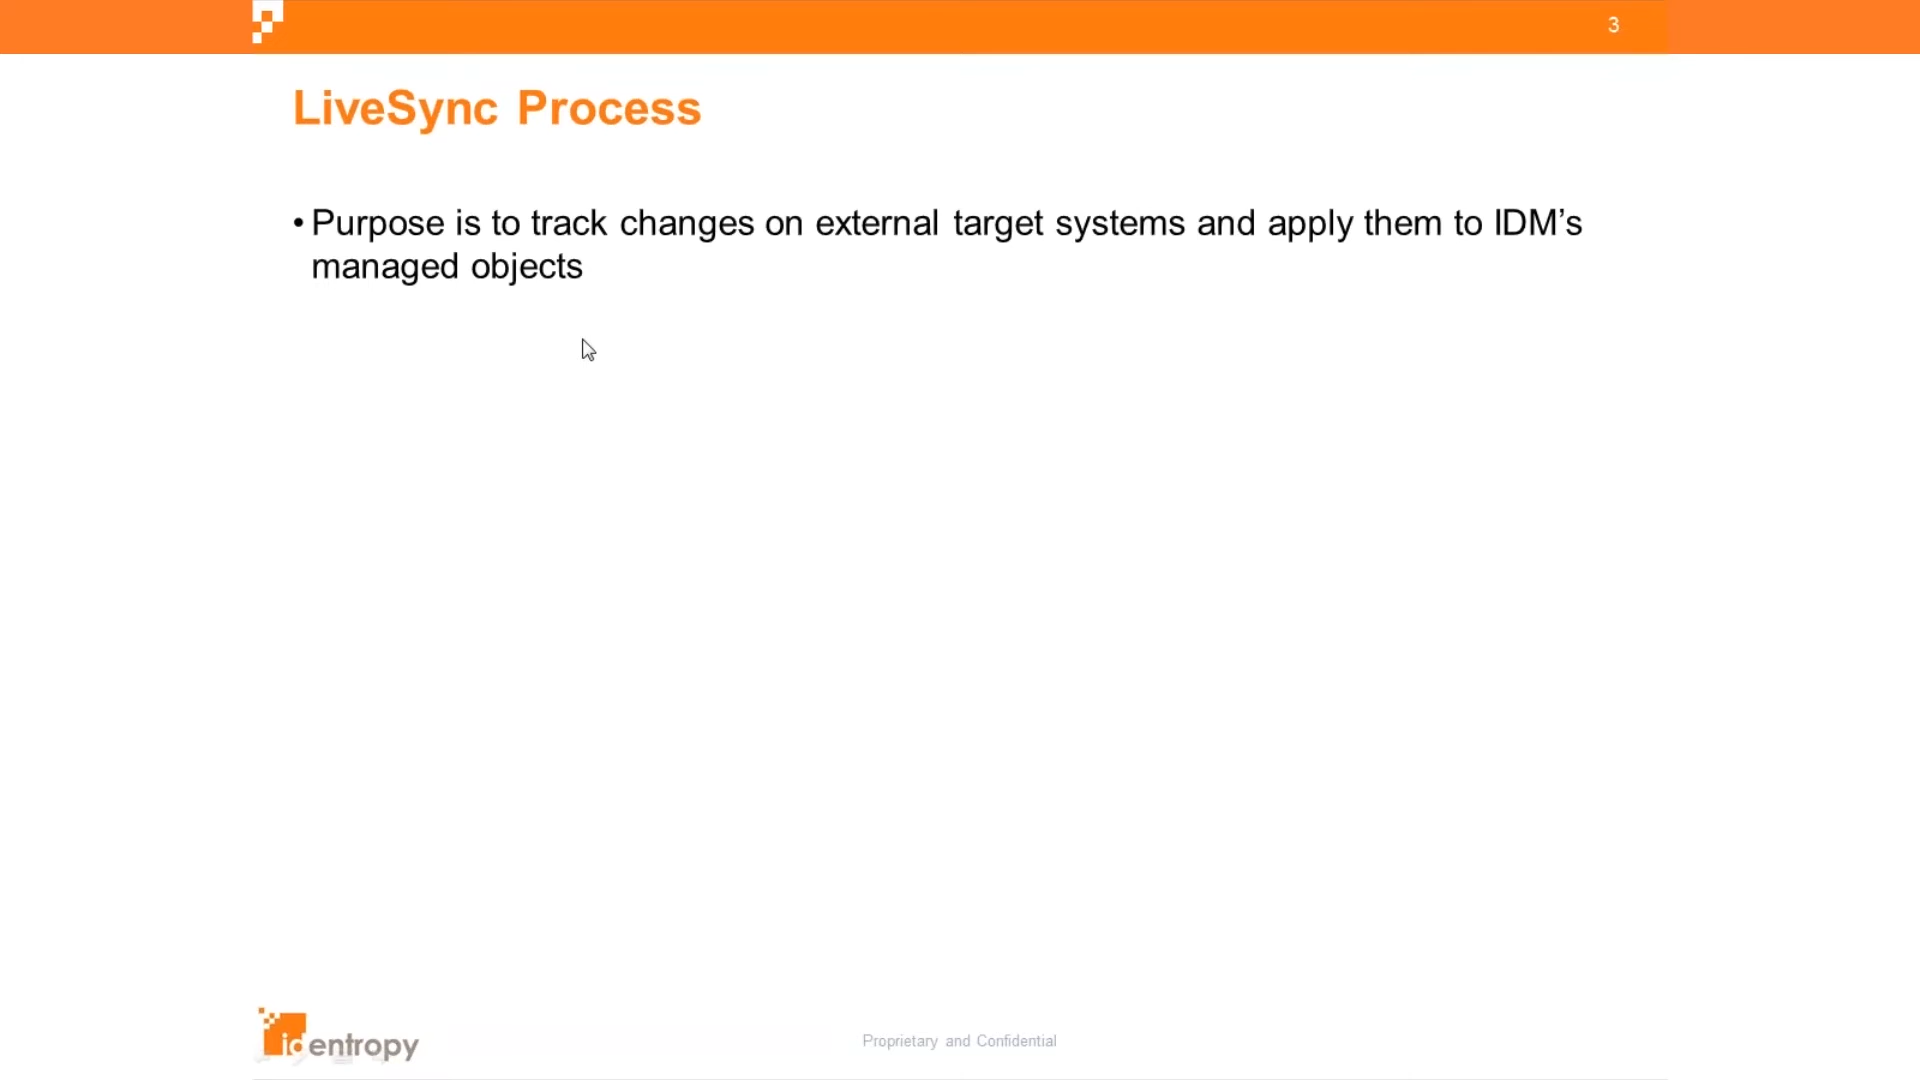 3
LiveSync Process
• Purpose is to track changes on external target systems and apply them to IDM’s
managed objects
identropy
Proprietary and Confidential